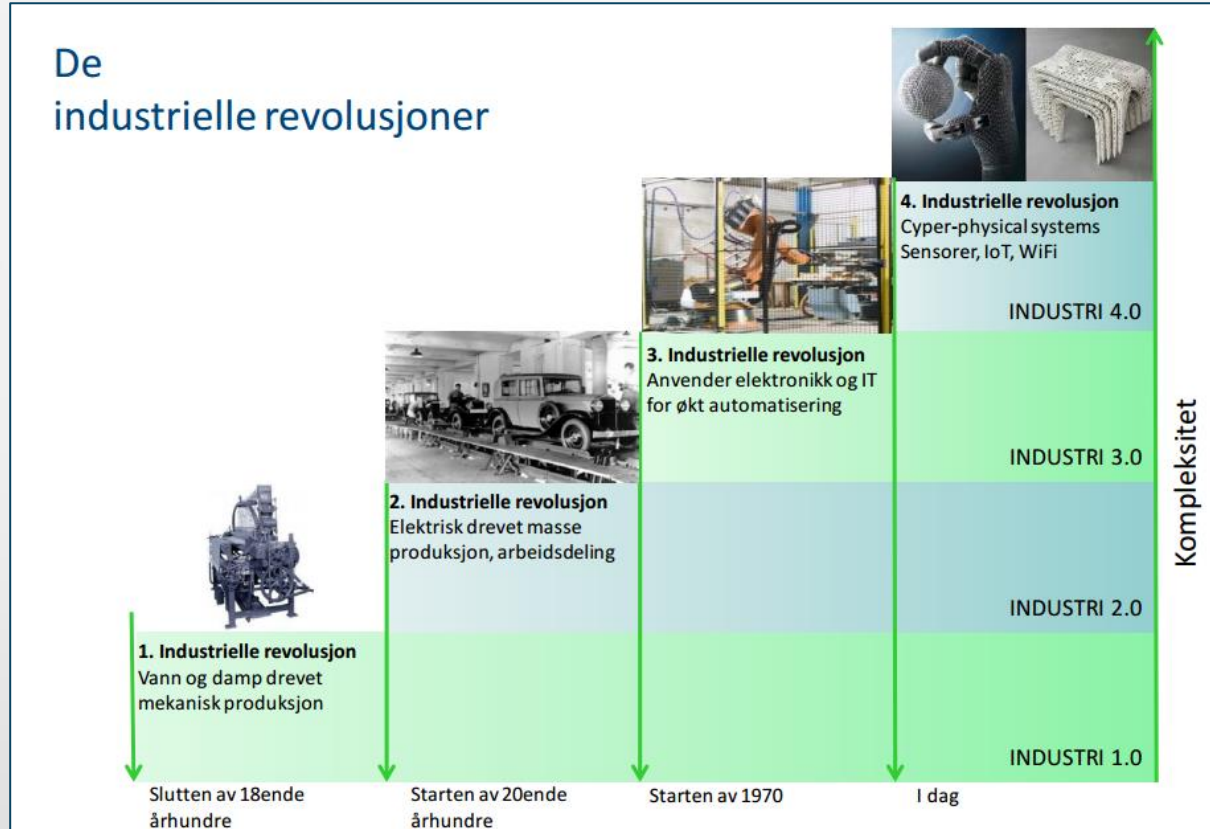 De
industrielle revolusjoner
4. Industrielle revolusjon
Cyper-physical systems
Sensorer, IoT, WiFi
INDUSTRI 4.0
3. Industrielle revolusjon
Anvender elektronikk og IT
for økt automatisering
INDUSTRI 3.0
2. Industrielle revolusjon
Elektrisk drevet masse
produksjon, arbeidsdeling
INDUSTRI 2.0
1. Industrielle revolusjon
Vann og damp drevet
mekanisk produksjon
INDUSTRI 1.0
Kompleksitet
Slutten av 18ende
århundre
Starten av 20ende
århundre
Starten av 1970
I dag